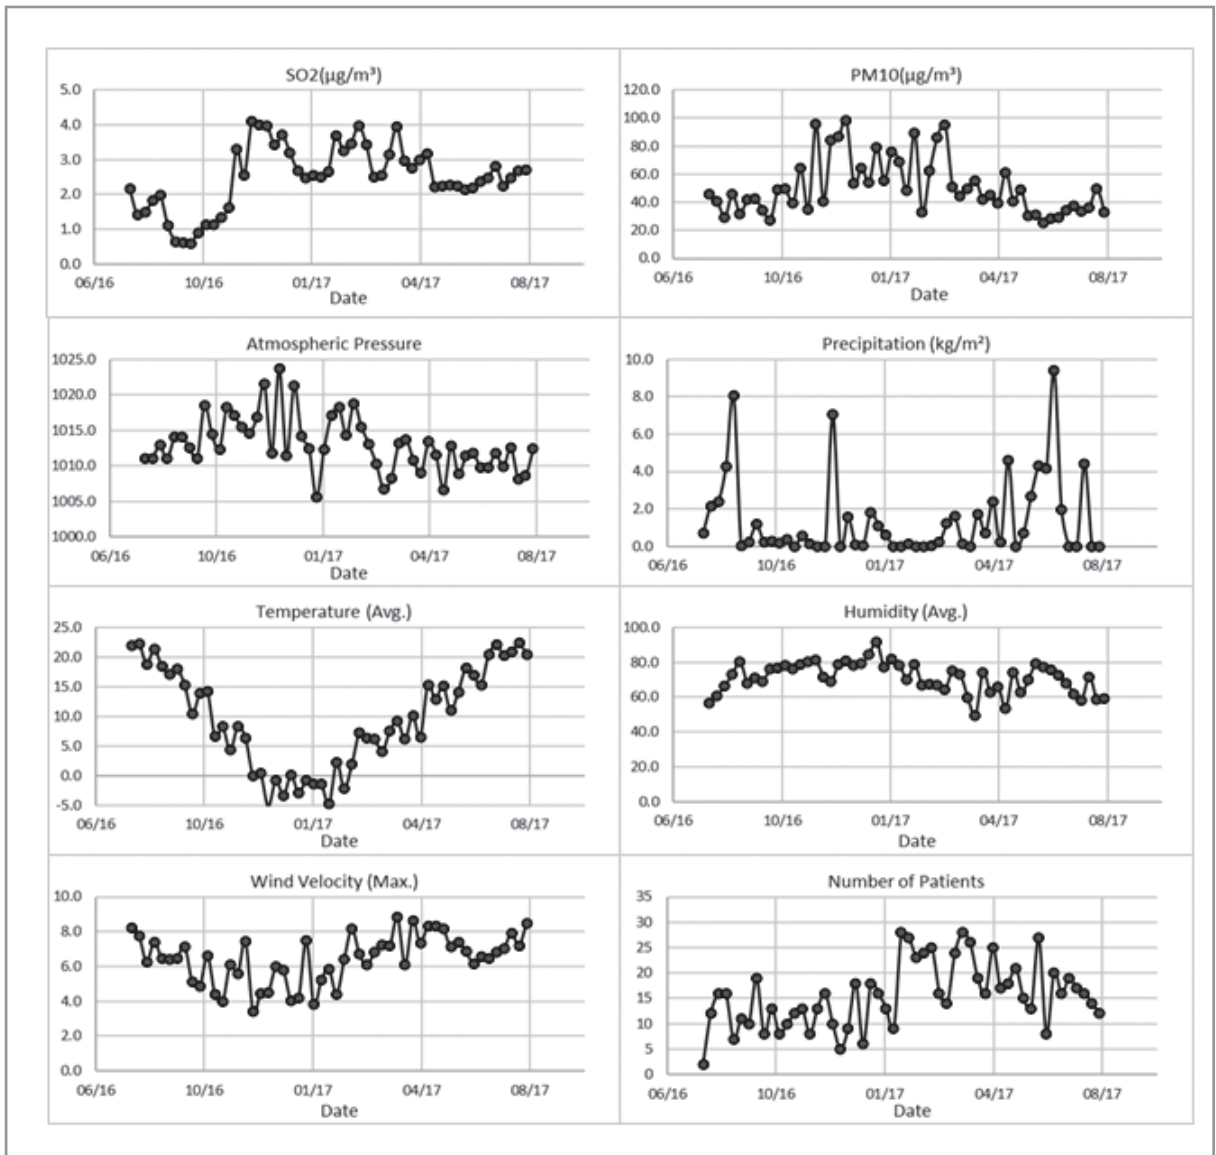 SO2(µg/m³)
5.0
4.0
3.0
2.0
1.0
0.0
06/16 10/16 01/17 04/17 08/17
Date
PM10(µg/m³)
120.0
100.0
80.0
60.0
40.0
20.0
0.0
06/16 10/16 01/17 04/17 08/17
Date
Atmospheric Pressure
1025.0
1020.0
1015.0
1010.0
1005.0
1000.0
06/16 10/16 01/17 04/17 08/17
Date
Precipitation (kg/m²)
10.0
8.0
6.0
4.0
2.0
0.0
06/16 10/16 01/17 04/17 08/17
Date
Temperature (Avg.)
25.0
20.0
15.0
10.0
5.0
0.0
-5.0
06/16 10/16 01/17 04/17 08/17
Date
Humidity (Avg.)
100.0
80.0
60.0
40.0
20.0
0.0
06/16 10/16 01/17 04/17 08/17
Date
Wind Velocity (Max.)
10.0
8.0
6.0
4.0
2.0
0.0
06/16 10/16 01/17 04/17 08/17
Date
Number of Patients
35
30
25
20
15
10
5
0
06/16 10/16 01/17 04/17 08/17
Date